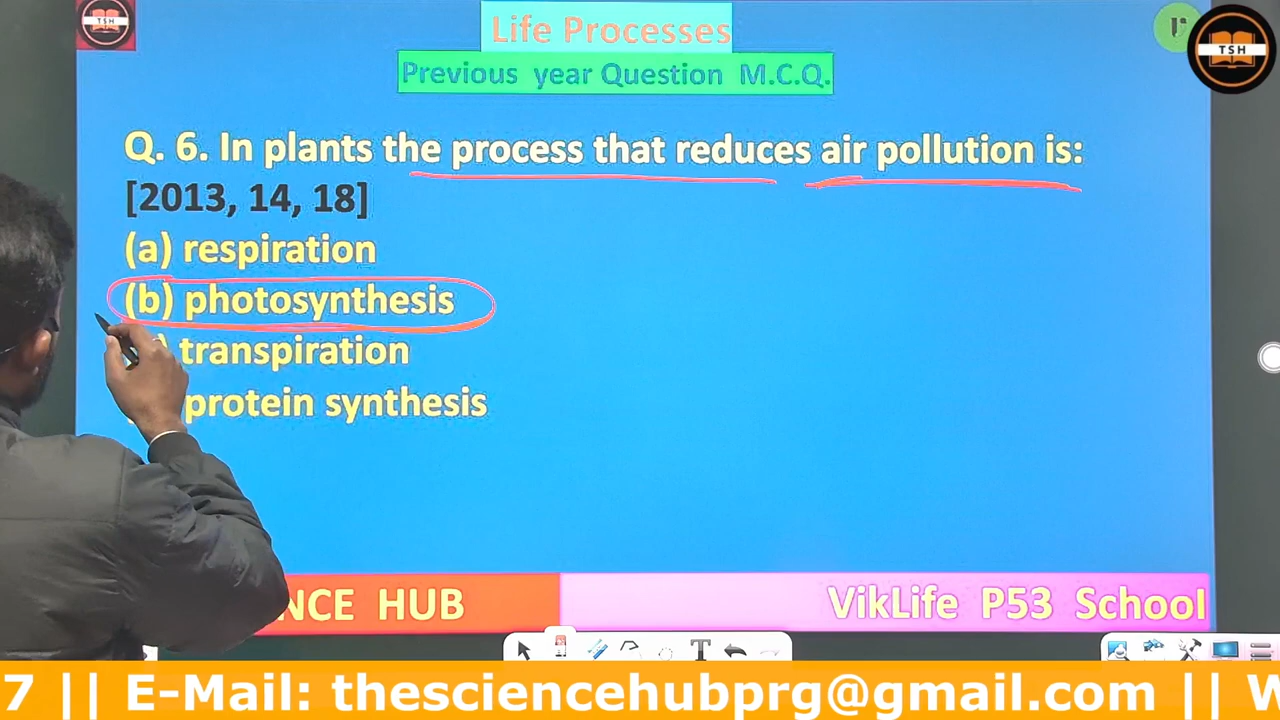 TSH
Life Processes
TSH
Previous year Question M.C.Q.
Q. 6. In plants the process that reduces air pollution is:
[2013, 14, 18]
(a) respiration
(b) photosynthesis
) transpiration
protein synthesis
NCE HUB
VikLife P53 School
T
7 || E-Mail: thesciencehubprg@gmail.com || W